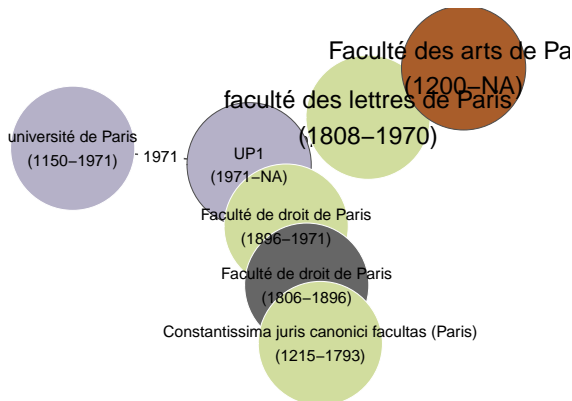 Faculté des arts de Pa
(1200–NA)
faculté des lettres de Paris
(1808–1970)
université de Paris
(1150–1971)
1971
UP1
(1971–NA)
Faculté de droit de Paris
(1896–1971)
Faculté de droit de Paris
(1806–1896)
Constantissima juris canonici facultas (Paris)
(1215–1793)